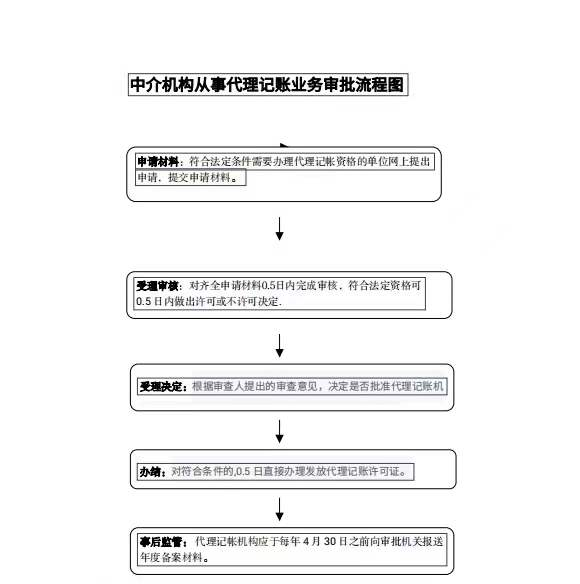 中介机构从事代理记账业务审批流程图
申请材料：符合法定条件需要办理代理记帐资格的单位网上提出
申请，提交申请材料。
受理审核：对齐全申请材料0.5日内完成审核，符合法定资格可
0.5 日内做出许可或不许可决定.
受理决定：根据审查人提出的审查意见，决定是否批准代理记账机
办结：对符合条件的,0.5 日直接办理发放代理记账许可证。
事后监管：代理记帐机构应于每年 4 月 30 日之前向审批机关报送
年度备案材料。